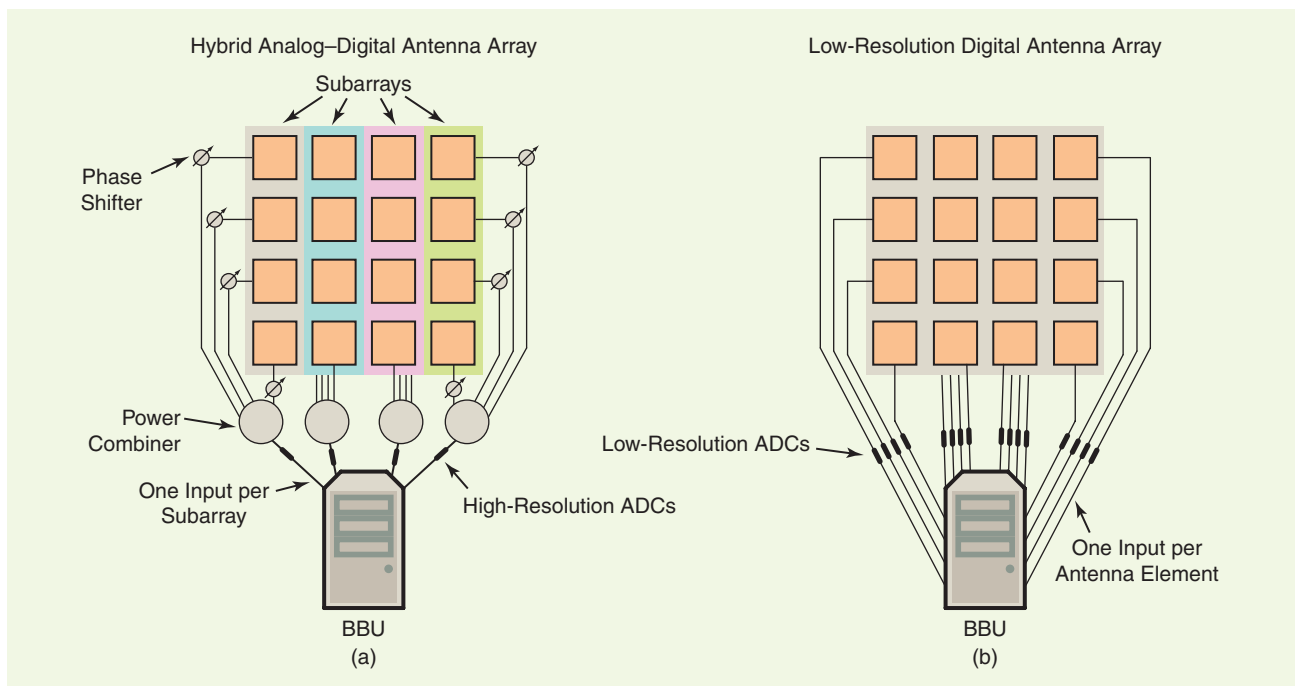 Hybrid Analog–Digital Antenna Array
Subarrays
Phase
Shifter
Power
Combiner
One Input per
Subarray
High-Resolution ADCs
BBU
(a)
Low-Resolution Digital Antenna Array
Low-Resolution ADCs
One Input per
Antenna Element
BBU
(b)